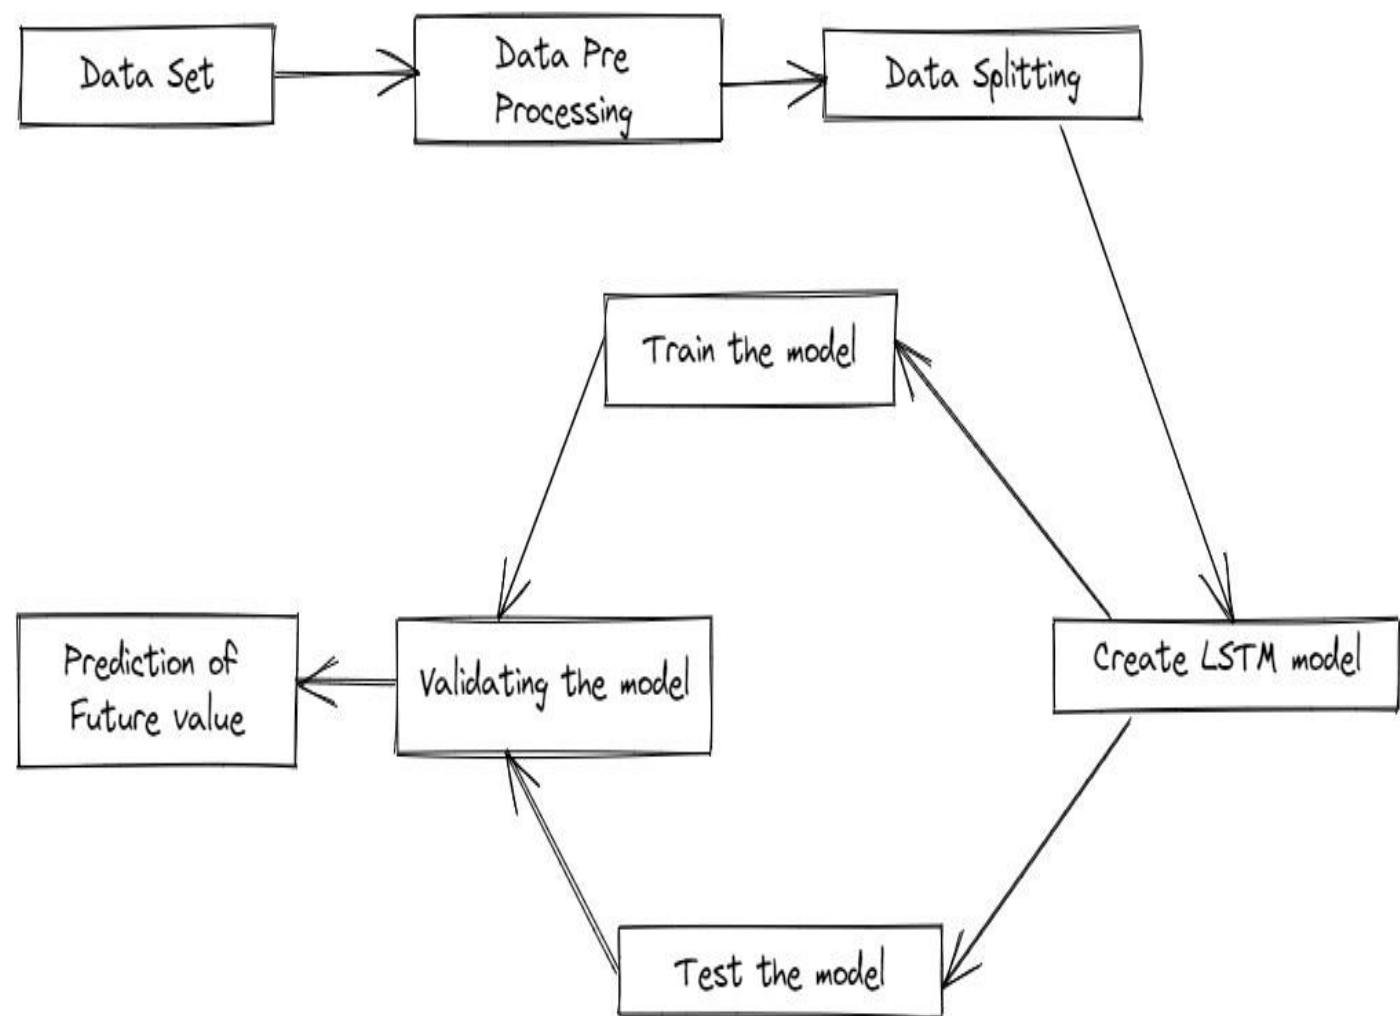 Data Set
Data Pre
Processing
Data Splitting
Train the model
Prediction of
Future value
Validating the model
Create LSTM model
Test the model